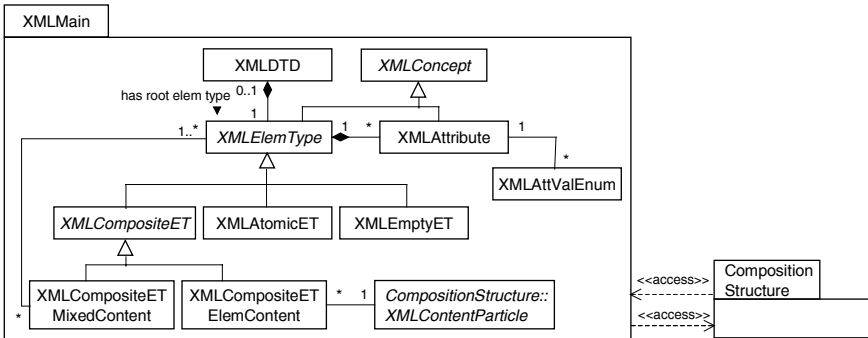 XMLMain
XMLDTD
XMLConcept
has root elem type
0..1
1
1..*
XMLElemType
1
*
XMLAttribute
1
*
XMLAttValEnum
XMLCompositeET
XMLAtomicET
XMLEmptyET
XMLCompositeET
MixedContent
*
XMLCompositeET
ElemContent
*
1
CompositionStructure::
XMLContentParticle
<<access>>
Composition
Structure
<<access>>